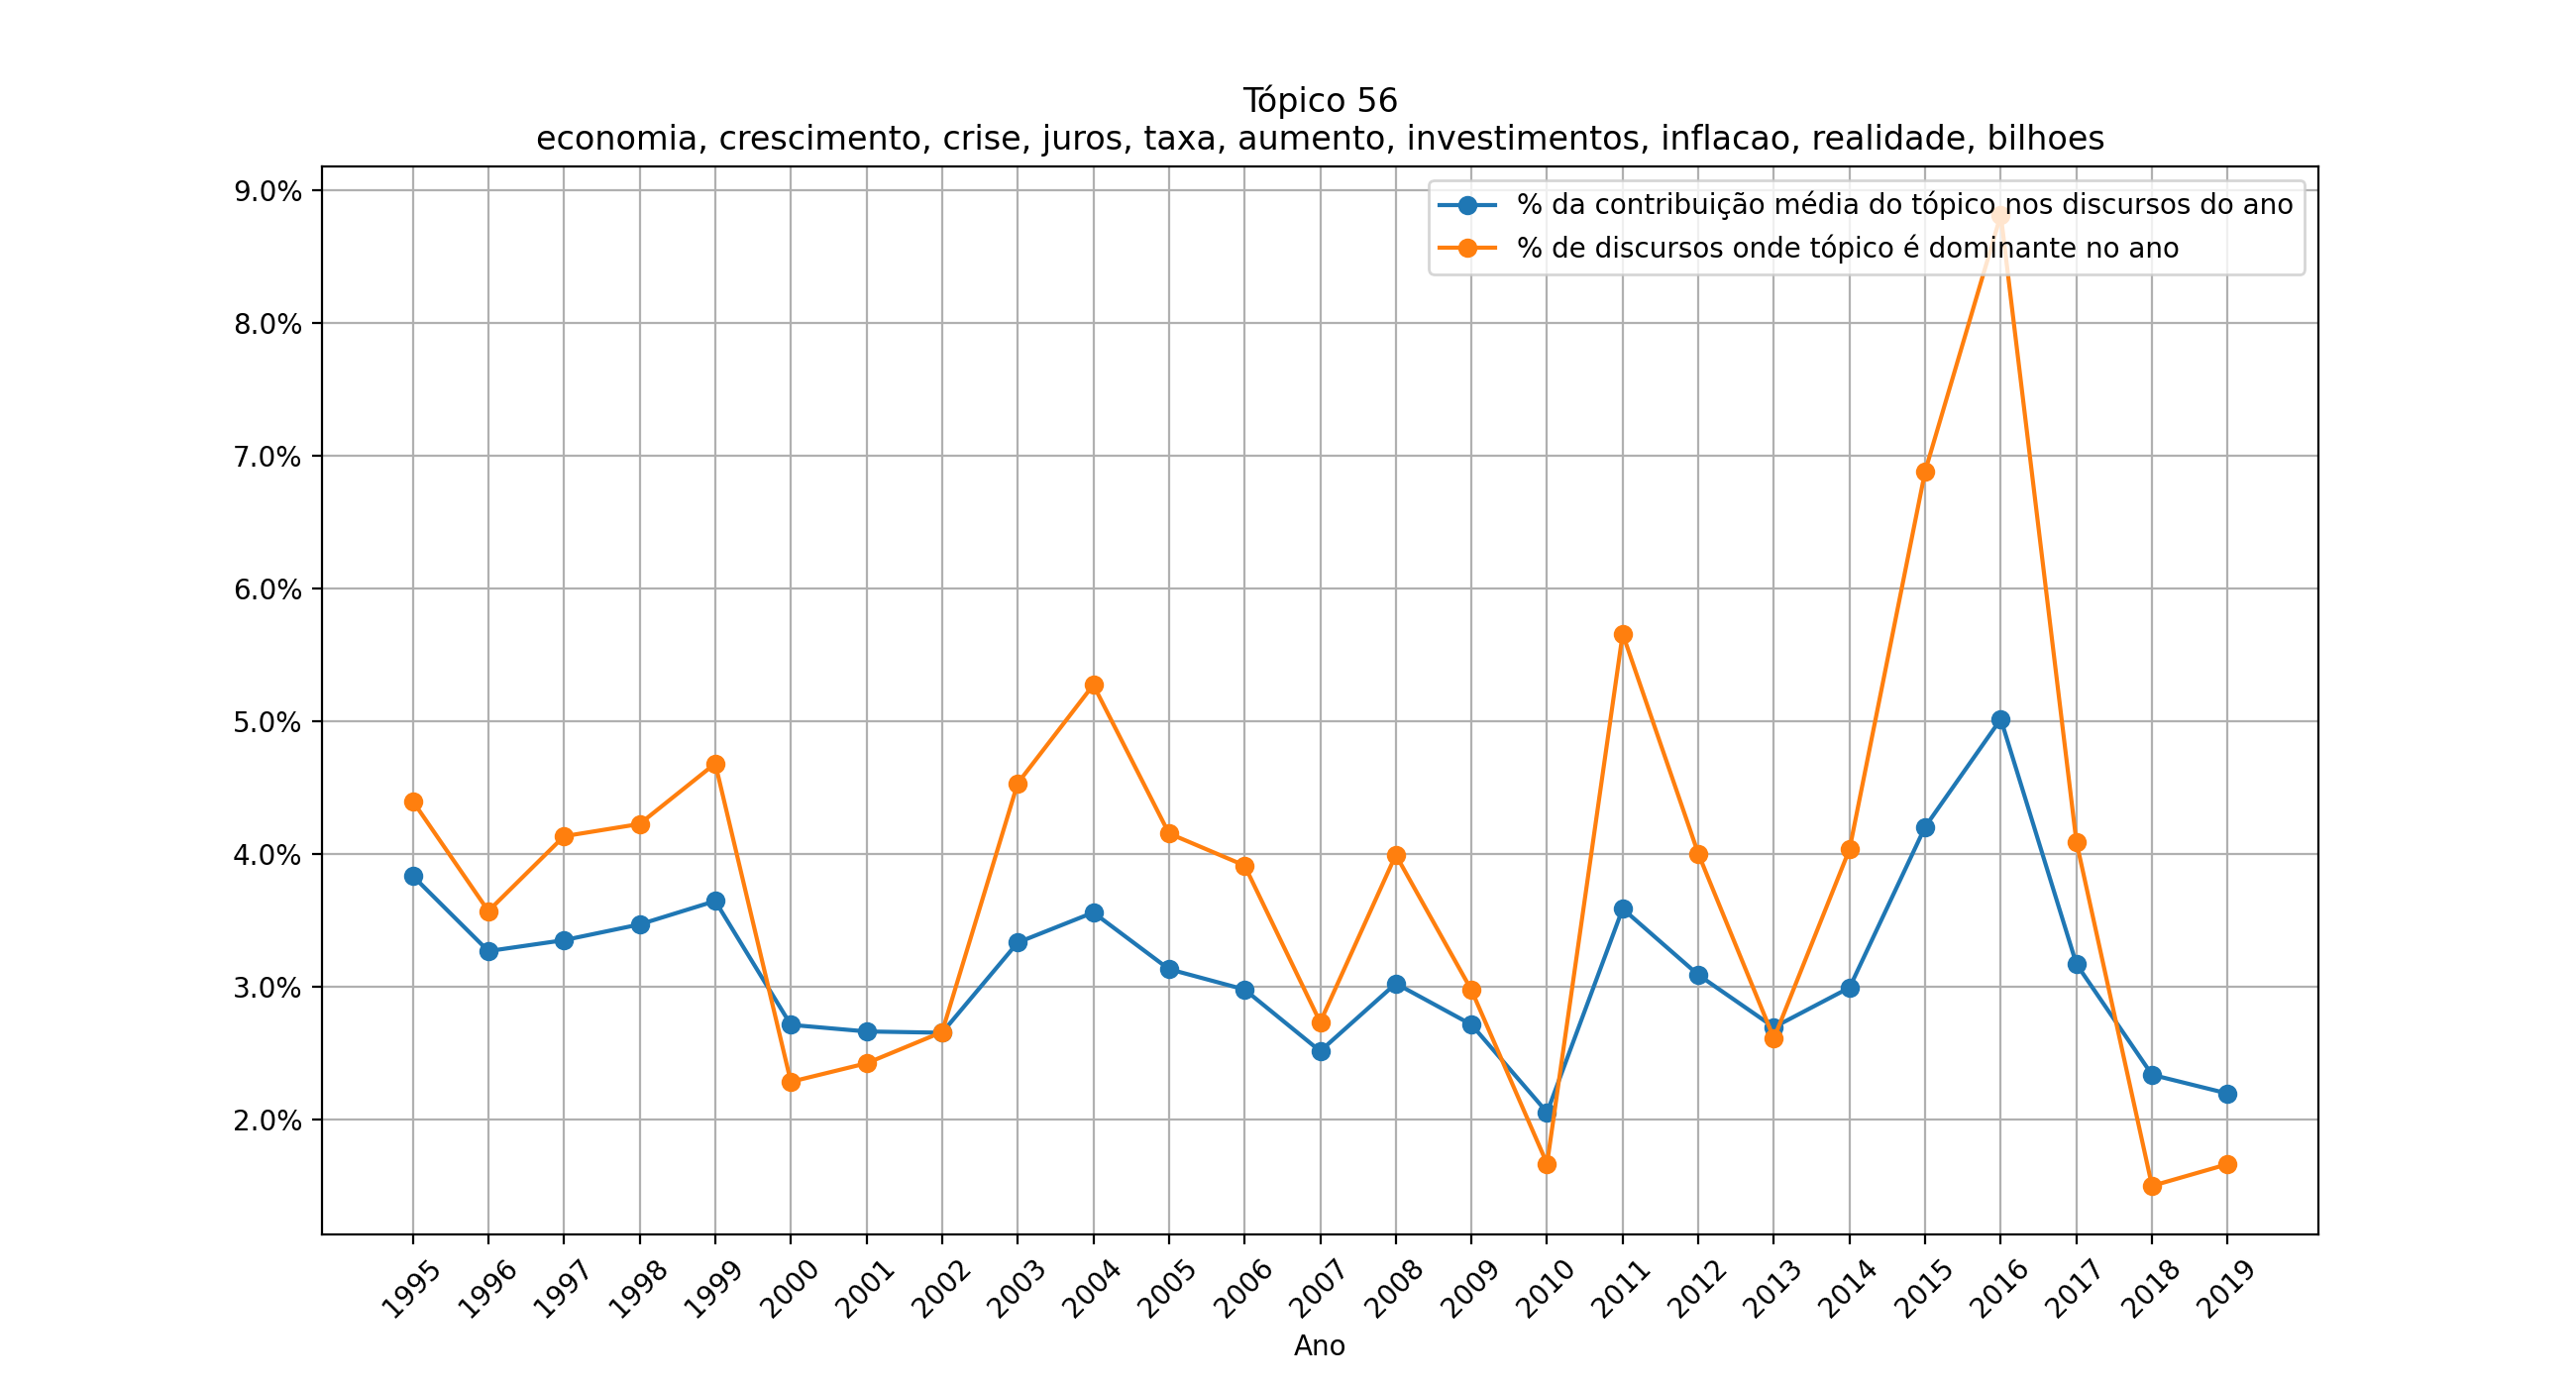 Tópico 56
economia, crescimento, crise, juros, taxa, aumento, investimentos, inflacao, realidade, bilhoes
% da contribuição média do tópico nos discursos do ano
% de discursos onde tópico é dominante no ano
9.0%
8.0%
7.0%
6.0%
5.0%
4.0%
3.0%
2.0%
1995 1996 1997 1998 1999 2000 2001 2002 2003 2004 2005 2006 2007 2008 2009 2010 2011 2012 2013 2014 2015 2016 2017 2018 2019
Ano